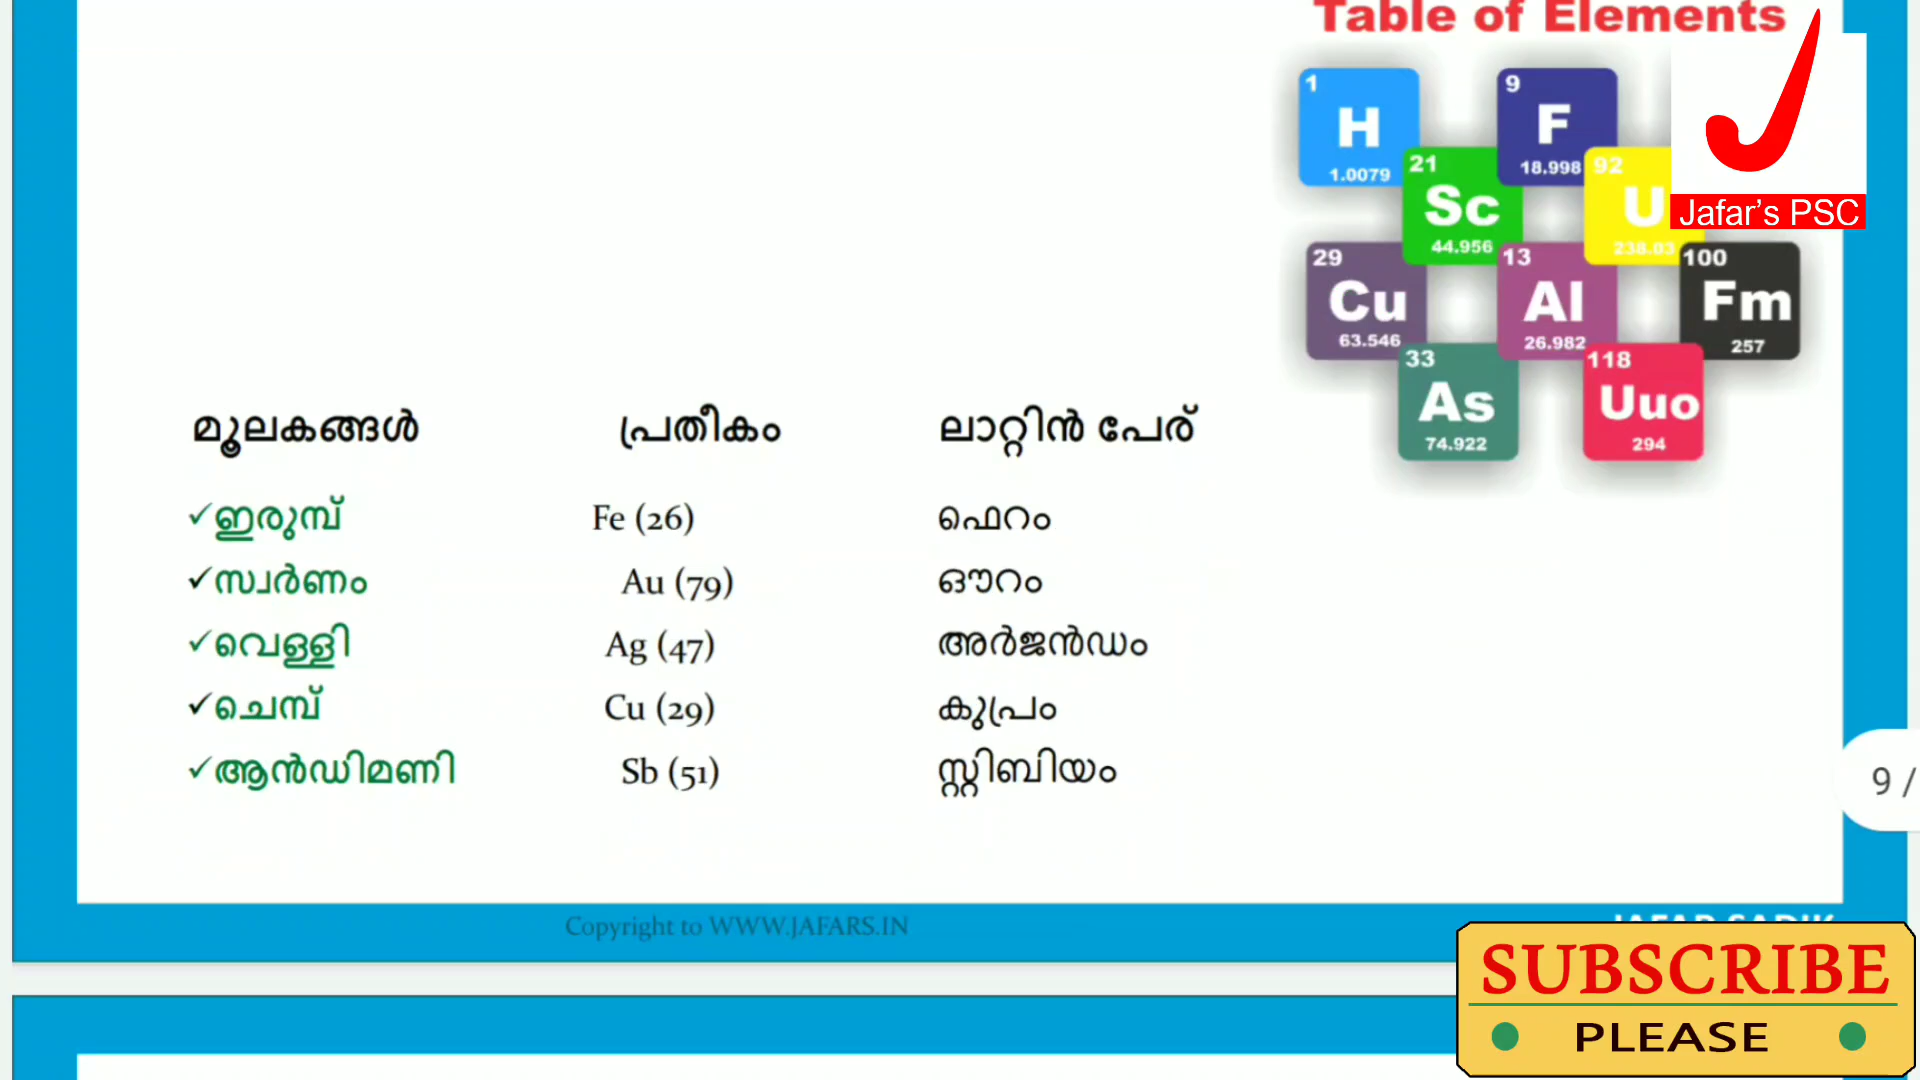 Table of Elements
1
H
1.0079
9
F
18.998
21
Sc
44.956
92
U
238.03
Jafar's PSC
29
Cu
63.546
13
Al
26.982
100
Fm
257
33
As
74.922
118
Uuo
294
മൂലകങ്ങൾ പ്രതീകം ലാറ്റിൻ പേര്
✓ഇരുമ്പ് Fe (26) ഫെറം
✓സ്വർണം Au (79) ഔറം
✓വെള്ളി Ag (47) അർജൻഡം
✓ചെമ്പ് Cu (29) കുപ്രം
✓ആൻഡിമണി Sb (51) സ്റ്റിബിയം
9 /
Copyright to WWW.JAFARS.IN
SUBSCRIBE
PLEASE